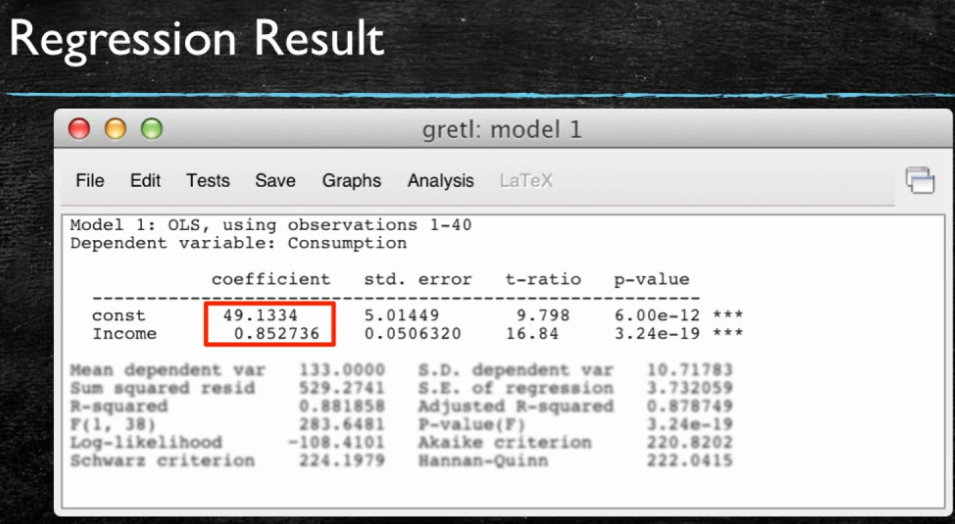 Regression Result
gretl: model 1
File Edit Tests Save Graphs Analysis LaTeX
Model 1: OLS, using observations 1-40
Dependent variable: Consumption
coefficient std. error t-ratio p-value
const 49.1334 5.01449 9.798 6.00e-12 ***
Income 0.852736 0.0506320 16.84 3.24e-19 ***
Mean dependent var 133.0000 S.D. dependent var 10.71783
Sum squared resid 529.2741 S.E. of regression 3.732059
R-squared 0.881858 Adjusted R-squared 0.878749
F(1, 38) 283.6481 P-value(F) 3.24e-19
Log-likelihood -108.4101 Akaike criterion 220.8202
Schwarz criterion 224.1979 Hannan-Quinn 222.0415